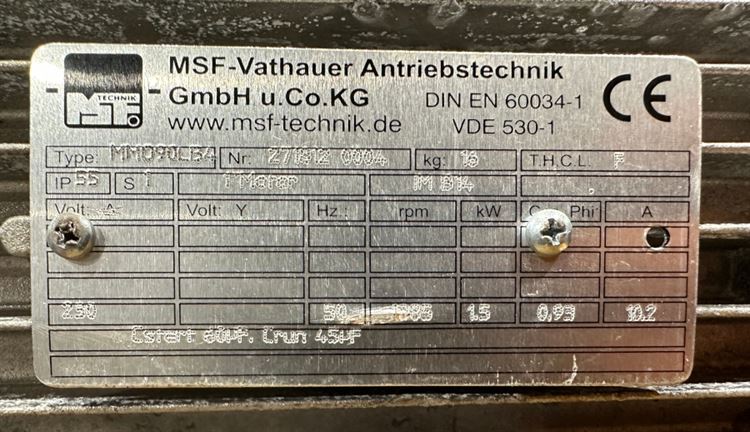 TECHNIK
MSF-Vathauer Antriebstechnik
GmbH u.Co.KG DIN EN 60034-1
www.msf-technik.de VDE 530-1
CE
Type: MMD90LB4 Nr: 271812 0004 kg: 16 T.H.C.L.: F
IP 55 S 1 1~Motor IM B14
Volt: Volt: Y Hz.: rpm kW Phi: A
230 50 1.5 0,93 10.2
Cstart 60µF. Crun 45µF